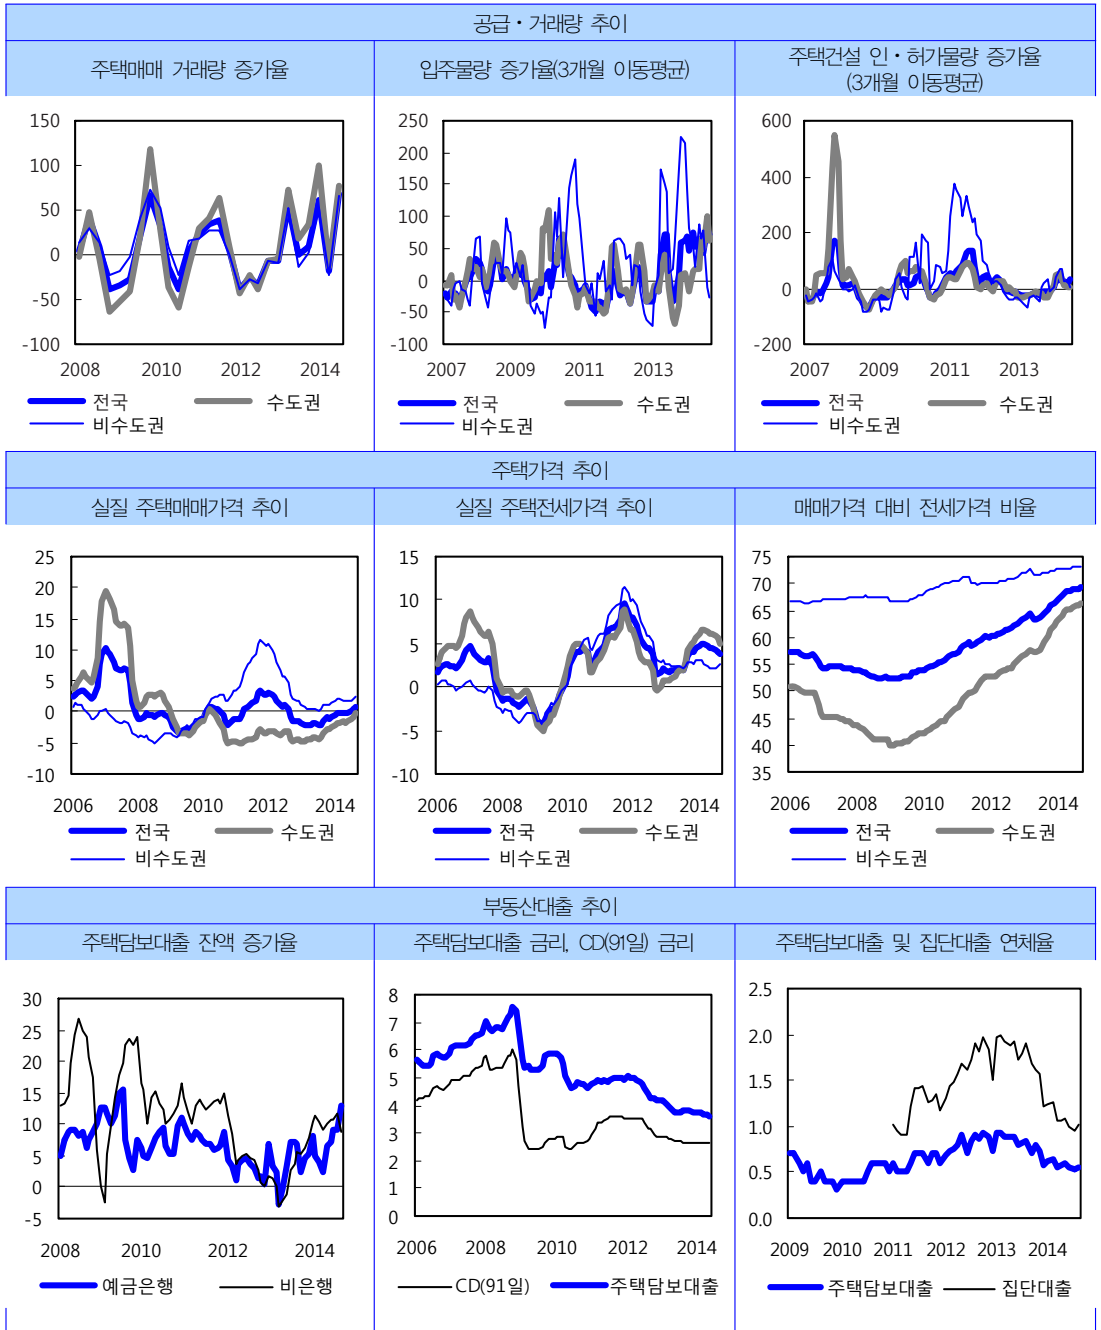 공급・거래량 추이
주택매매 거래량 증가율
입주물량 증가율(3개월 이동평균)
주택건설 인・허가물량 증가율
(3개월 이동평균)
150
100
50
0
-50
-100
2008
2010
2012
2014
전국
수도권
비수도권
250
200
150
100
50
0
-50
-100
2007
2009
2011
2013
전국
수도권
비수도권
600
400
200
0
-200
2007
2009
2011
2013
전국
수도권
비수도권
주택가격 추이
실질 주택매매가격 추이
실질 주택전세가격 추이
매매가격 대비 전세가격 비율
25
20
15
10
5
0
-5
-10
2006
2008
2010
2012
2014
전국
수도권
비수도권
15
10
5
0
-5
-10
2006
2008
2010
2012
2014
전국
수도권
비수도권
75
70
65
60
55
50
45
40
35
2006
2008
2010
2012
2014
전국
수도권
비수도권
부동산대출 추이
주택담보대출 잔액 증가율
주택담보대출 금리, CD(91일) 금리
주택담보대출 및 집단대출 연체율
30
25
20
15
10
5
0
-5
2008
2010
2012
2014
예금은행
비은행
8
7
6
5
4
3
2
1
0
2006
2008
2010
2012
2014
CD(91일)
주택담보대출
2.5
2.0
1.5
1.0
0.5
0.0
2009
2010
2011
2012
2013
2014
주택담보대출
집단대출